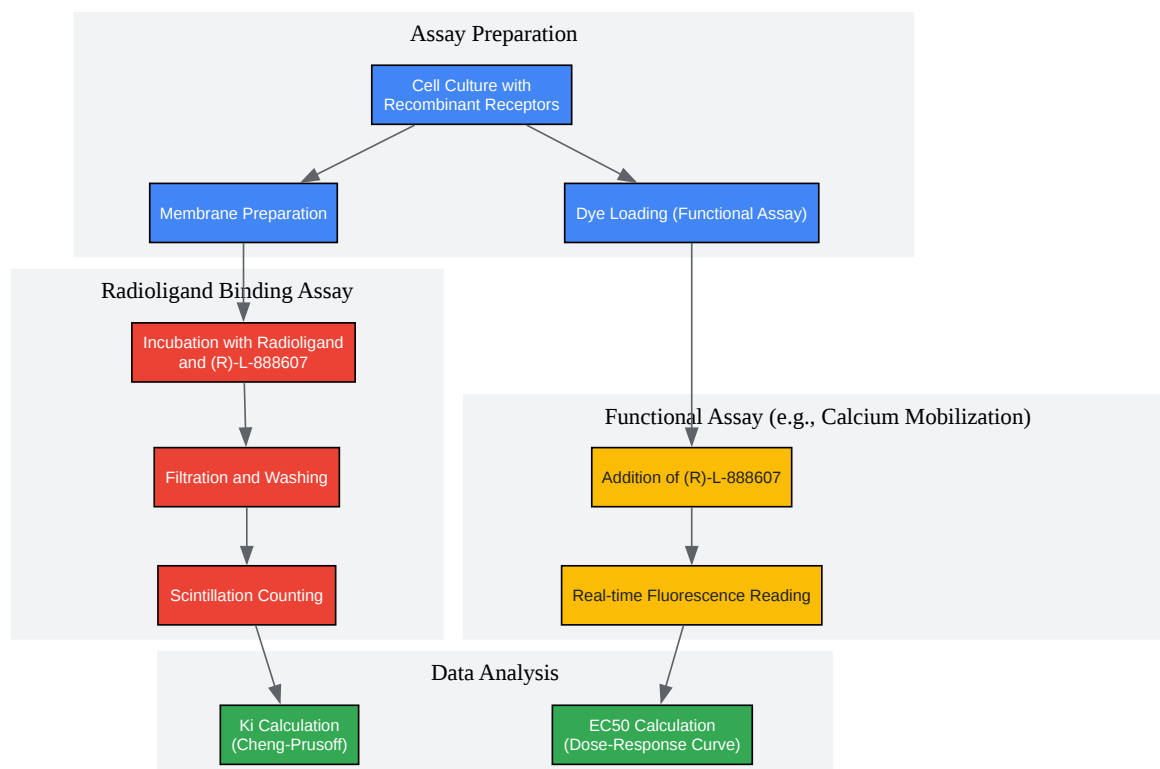 Assay Preparation
Cell Culture with
Recombinant Receptors
Membrane Preparation
Dye Loading (Functional Assay)
Radioligand Binding Assay
Incubation with Radioligand
and (R)-L-888607
Filtration and Washing
Scintillation Counting
Functional Assay (e.g., Calcium Mobilization)
Addition of (R)-L-888607
Real-time Fluorescence Reading
Data Analysis
Ki Calculation
(Cheng-Prusoff)
EC50 Calculation
(Dose-Response Curve)